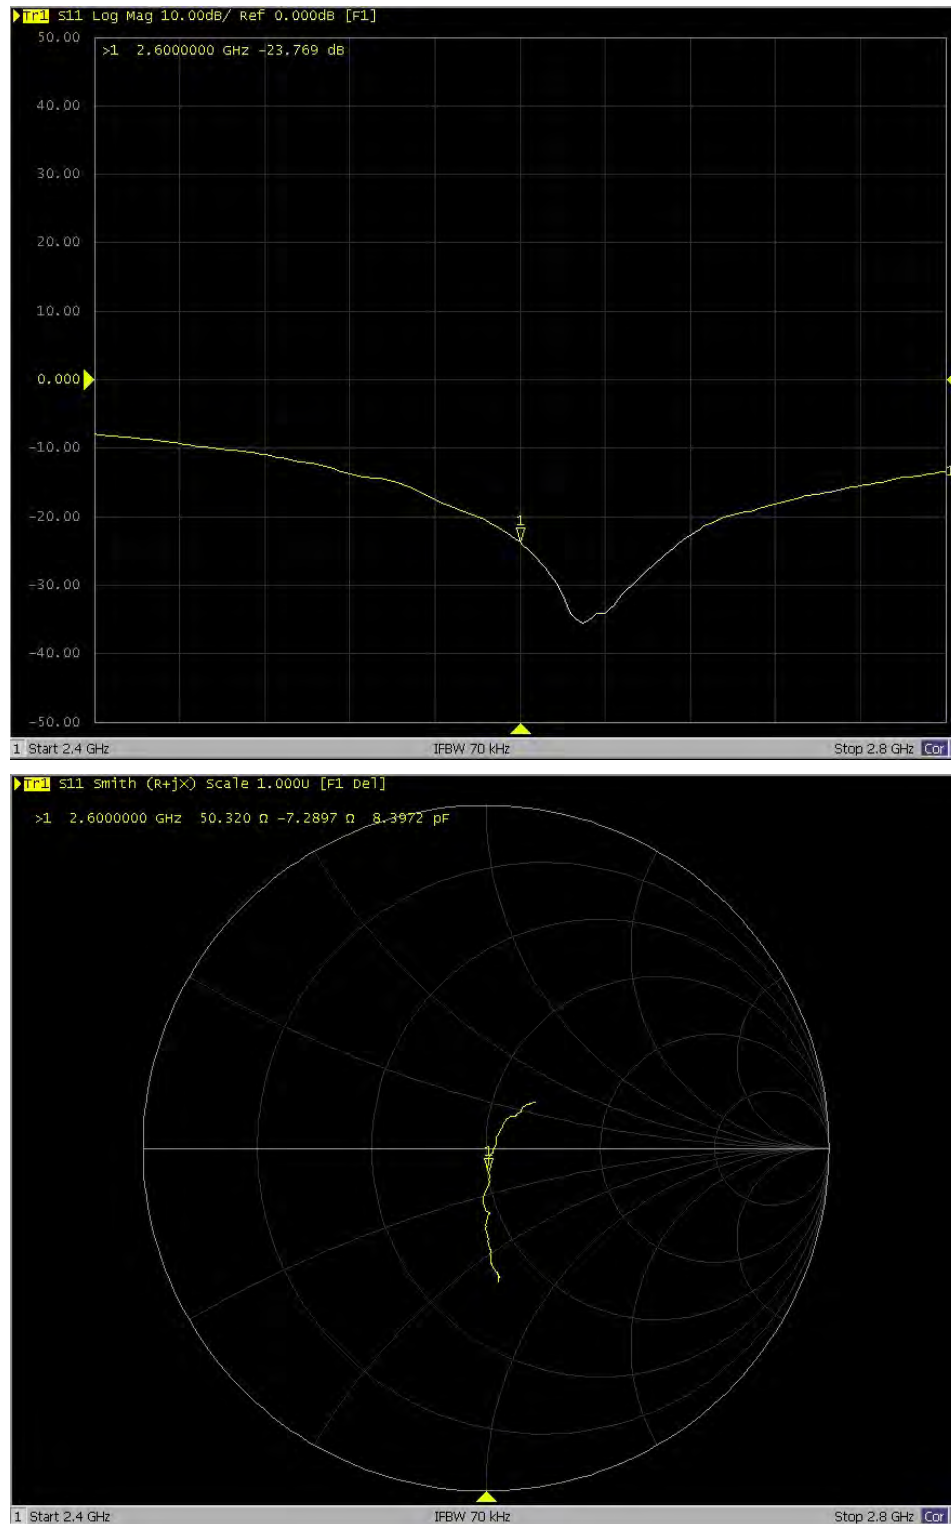 Tr1 S11 Log Mag 10.00dB/ Ref 0.000dB [F1]
50.00
>1 2.6000000 GHz -23.769 dB
40.00
30.00
20.00
10.00
0.000
-10.00
1
-20.00
1
-30.00
-40.00
-50.00
1 Start 2.4 GHz IFBW 70 kHz Stop 2.8 GHz Cor
Tr1 S11 Smith (R+jX) Scale 1.000U [F1 Del]
>1 2.6000000 GHz 50.320 Ω -7.2897 Ω 8.3972 pF
1
1 Start 2.4 GHz IFBW 70 kHz Stop 2.8 GHz Cor